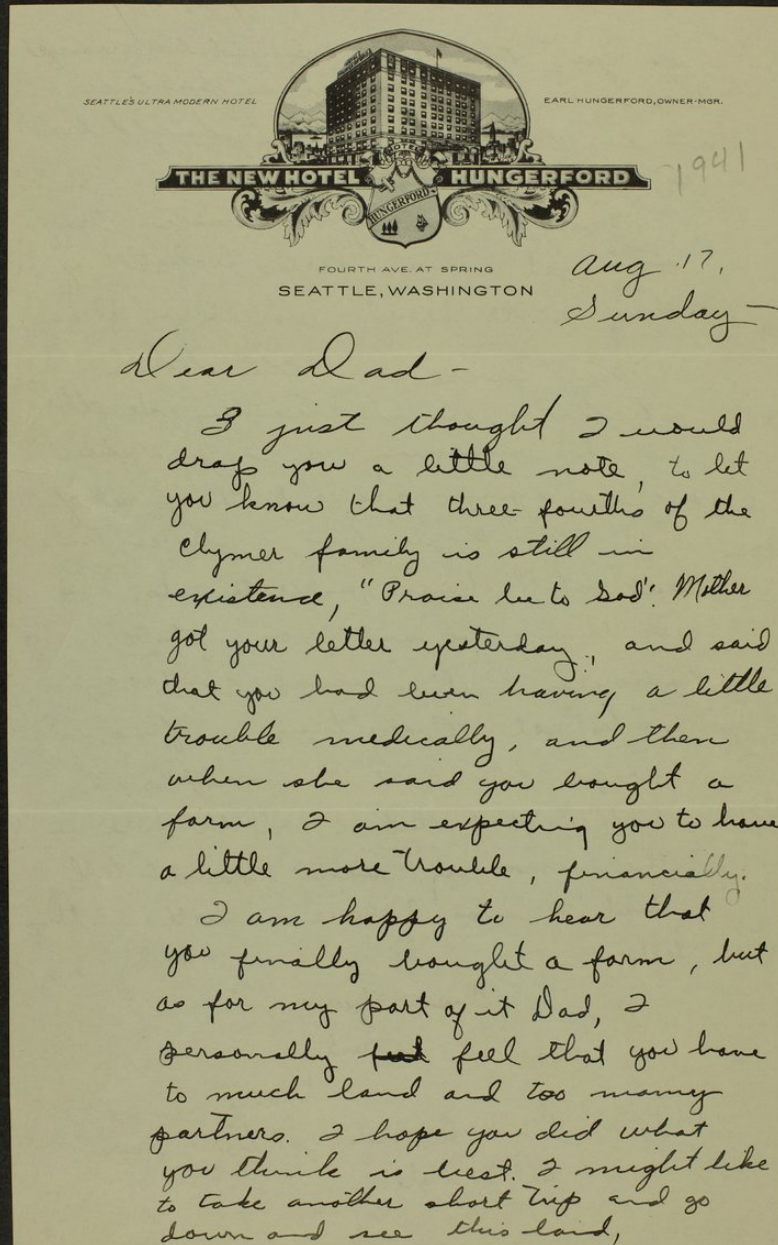 SEATTLE'S ULTRA MODERN HOTEL
EARL HUNGERFORD, OWNER-MGR.
HOTEL
THE NEW HOTEL HUNGERFORD
HUNGERFORD
1941
FOURTH AVE. AT SPRING
SEATTLE, WASHINGTON
Aug 17,
Sunday -
Dear Dad -
I just thought I would
drop you a little note, to let
you know that three-fourths of the
Clymer family is still in
existence, "Praise be to God". Mother
got your letter yesterday, and said
that you had been having a little
trouble medically, and then
when she said you bought a
farm, I am expecting you to have
a little more trouble, financially.
I am happy to hear that
you finally bought a farm, but
as for my part of it Dad, I
personally feel that you have
to much land and too many
partners. I hope you did what
you think is best. I might like
to take another short trip and go
down and see this land,